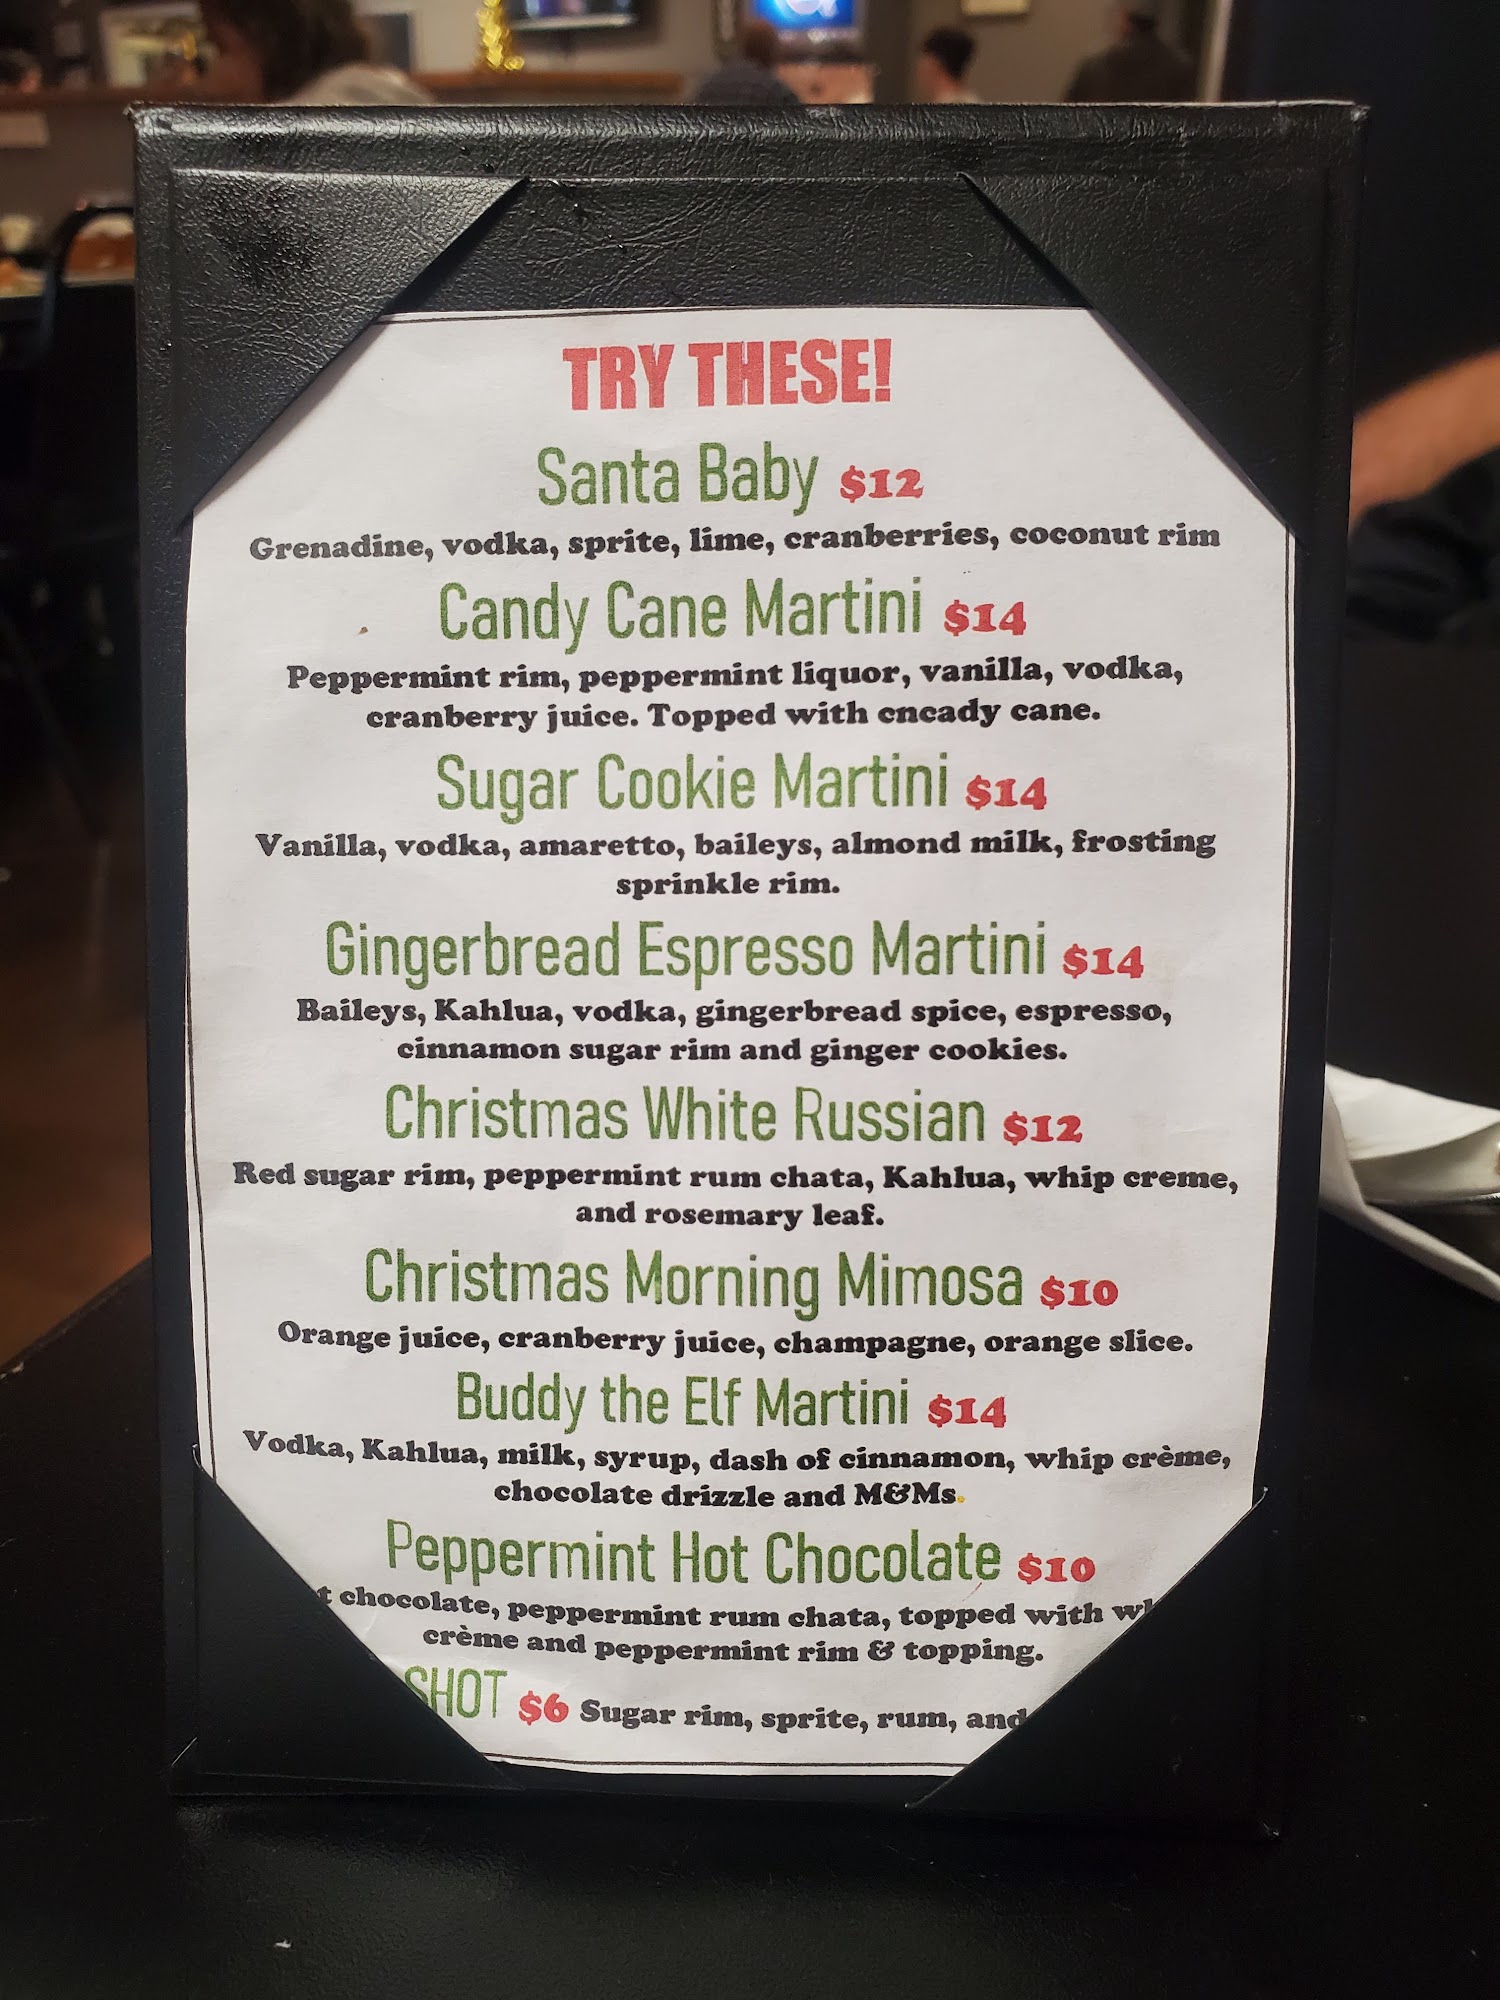 TRY THESE!
Santa Baby $12
Grenadine, vodka, sprite, lime, cranberries, coconut rim
Candy Cane Martini $14
Peppermint rim, peppermint liquor, vanilla, vodka,
cranberry juice. Topped with cncady cane.
Sugar Cookie Martini $14
Vanilla, vodka, amaretto, baileys, almond milk, frosting
sprinkle rim.
Gingerbread Espresso Martini $14
Baileys, Kahlua, vodka, gingerbread spice, espresso,
cinnamon sugar rim and ginger cookies.
Christmas White Russian $12
Red sugar rim, peppermint rum chata, Kahlua, whip creme,
and rosemary leaf.
Christmas Morning Mimosa $10
Orange juice, cranberry juice, champagne, orange slice.
Buddy the Elf Martini $14
Vodka, Kahlua, milk, syrup, dash of cinnamon, whip crème,
chocolate drizzle and M&Ms.
Peppermint Hot Chocolate $10
chocolate, peppermint rum chata, topped with
crème and peppermint rim & topping.
SHOT $6 Sugar rim, sprite, rum, and